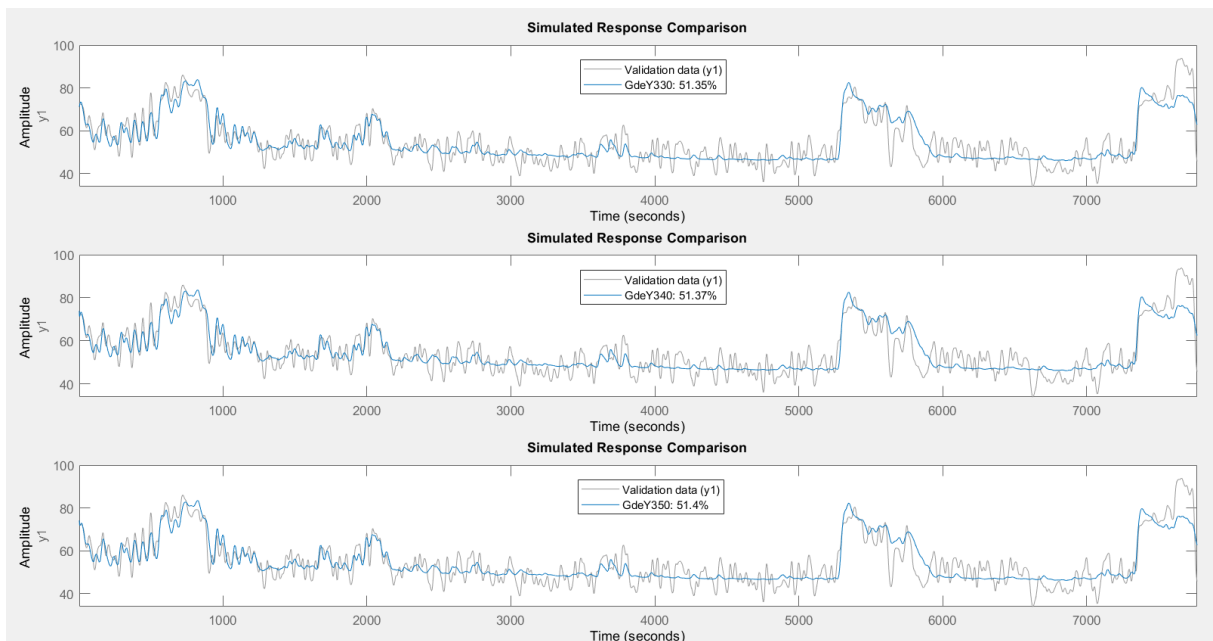 Simulated Response Comparison
100
80
60
40
Amplitude
y1
Validation data (y1)
GdeY330: 51.35%
1000 2000 3000 4000 5000 6000 7000
Time (seconds)
Simulated Response Comparison
100
80
60
40
Amplitude
y1
Validation data (y1)
GdeY340: 51.37%
1000 2000 3000 4000 5000 6000 7000
Time (seconds)
Simulated Response Comparison
100
80
60
40
Amplitude
y1
Validation data (y1)
GdeY350: 51.4%
1000 2000 3000 4000 5000 6000 7000
Time (seconds)